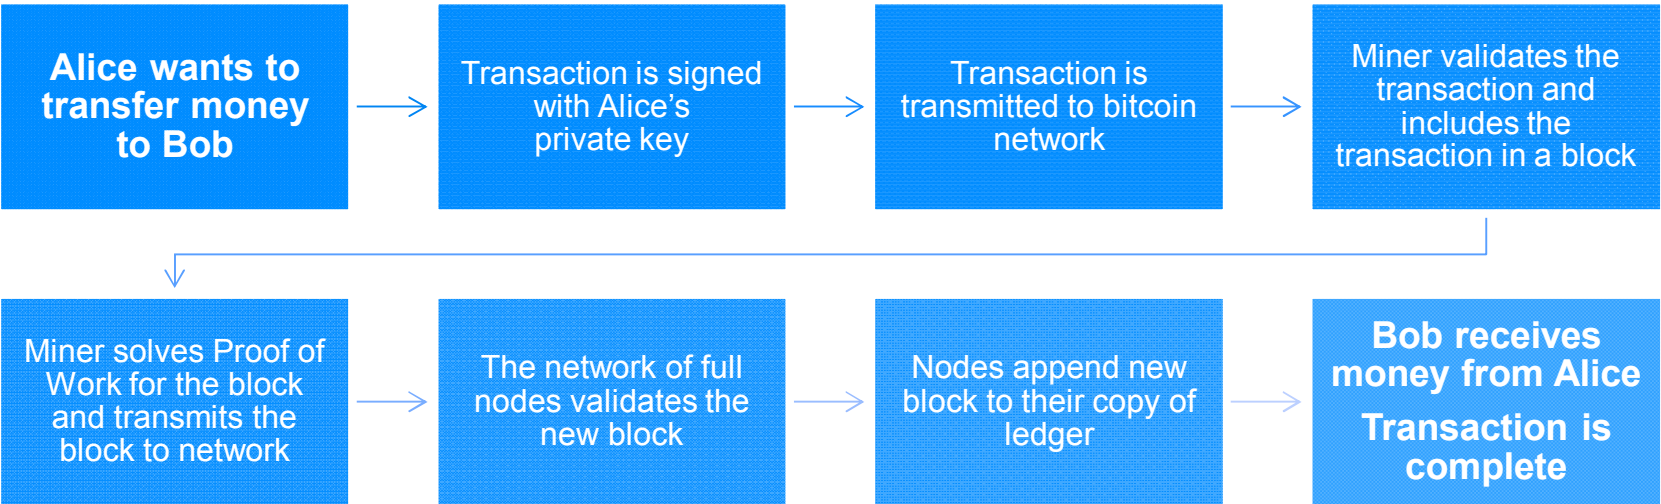 Alice wants to
transfer money
to Bob
Transaction is signed
with Alice’s
private key
Transaction is
transmitted to bitcoin
network
Miner validates the
transaction and
includes the
transaction in a block
Miner solves Proof of
Work for the block
and transmits the
block to network
The network of full
nodes validates the
new block
Nodes append new
block to their copy of
ledger
Bob receives
money from Alice
Transaction is
complete